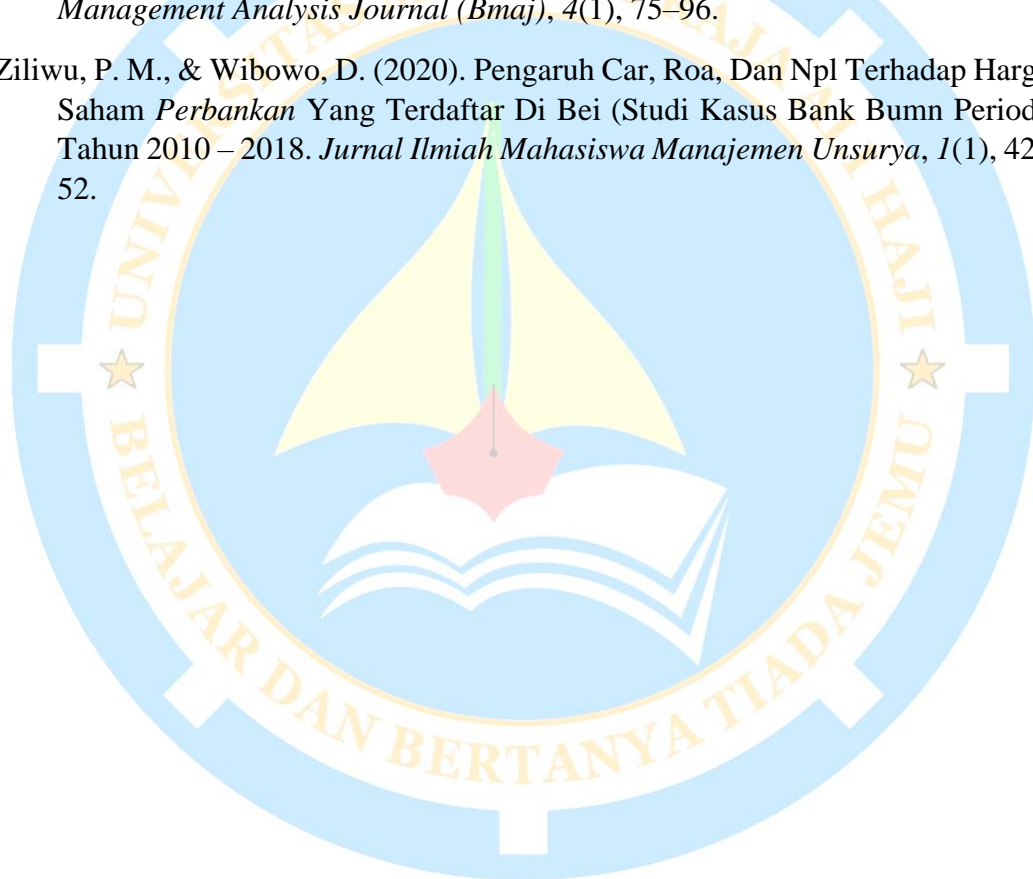 Management Analysis Journal (Bmaj), 4(1), 75–96.
Ziliwu, P. M., & Wibowo, D. (2020). Pengaruh Car, Roa, Dan Npl Terhadap Harg
Saham Perbankan Yang Terdaftar Di Bei (Studi Kasus Bank Bumn Period
Tahun 2010 – 2018. Jurnal Ilmiah Mahasiswa Manajemen Unsurya, 1(1), 42
52.
UNIVERSITAS HAJI
BELAJAR DAN BERTANYA TIADA JEMU